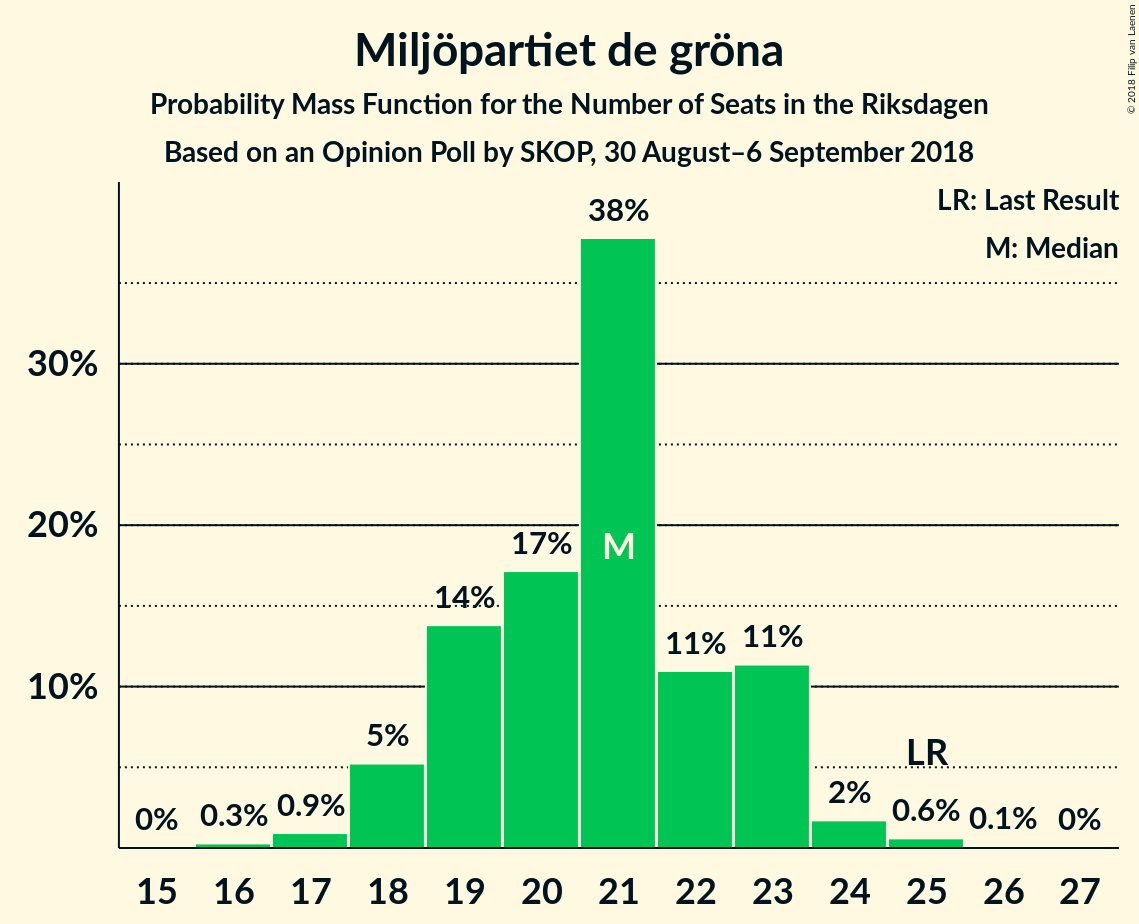 Miljöpartiet de gröna
Probability Mass Function for the Number of Seats in the Riksdagen
Based on an Opinion Poll by SKOP, 30 August–6 September 2018
© 2018 Filip van Laenen
LR: Last Result
M: Median
38%
30%
20%
17%
M
14%
11%
11%
10%
5%
LR
2%
0%
0.3%
0.9%
0.6%
0.1%
0%
15 16 17 18 19 20 21 22 23 24 25 26 27